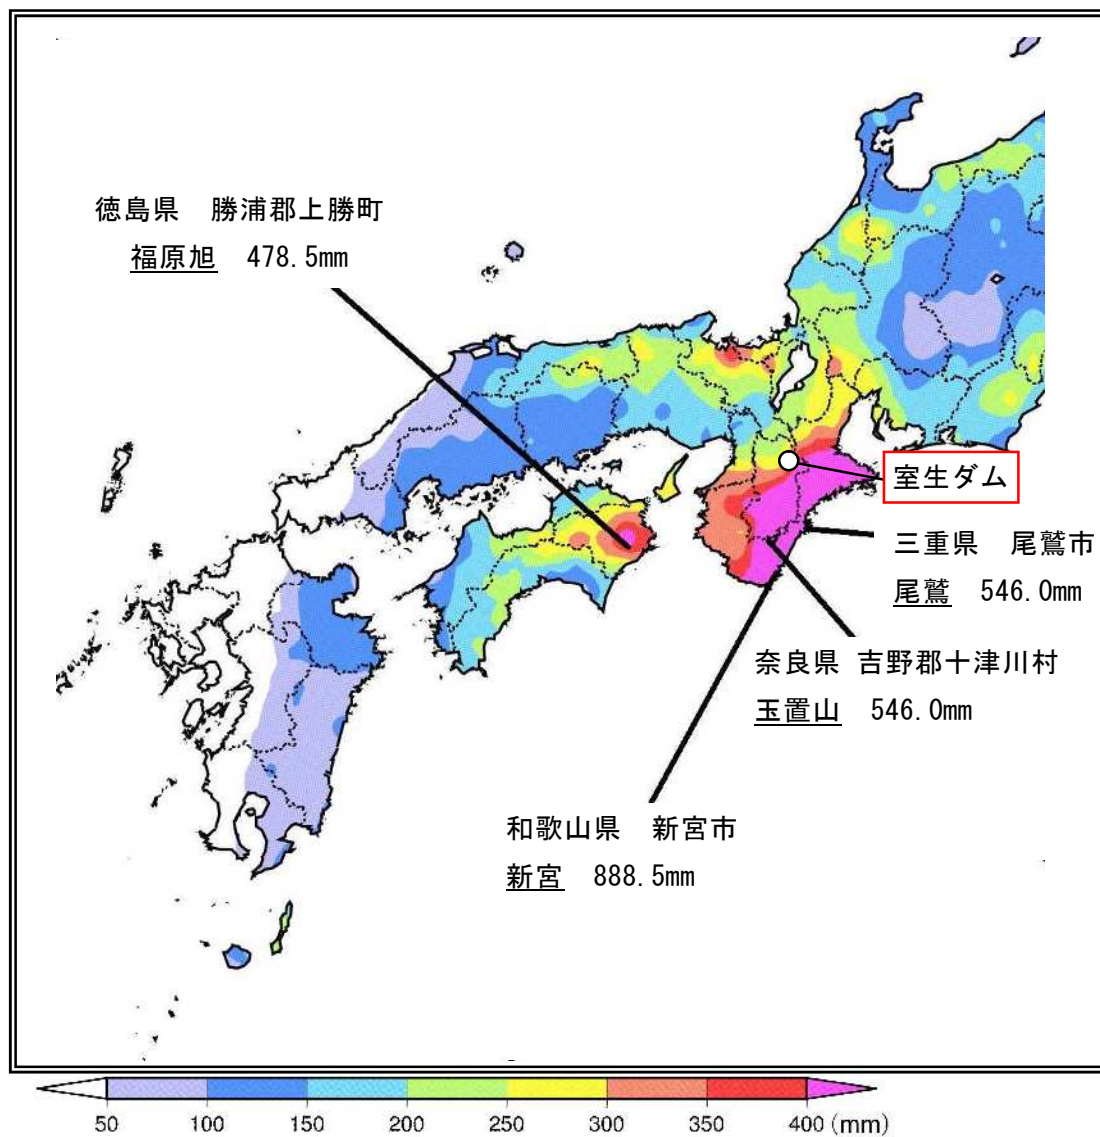 徳島県　勝浦郡上勝町
福原旭　478.5mm
室生ダム
三重県　尾鷲市
尾鷲　546.0mm
奈良県 吉野郡十津川村
玉置山　546.0mm
和歌山県　新宮市
新宮　888.5mm
50 100 150 200 250 300 350 400 (mm)